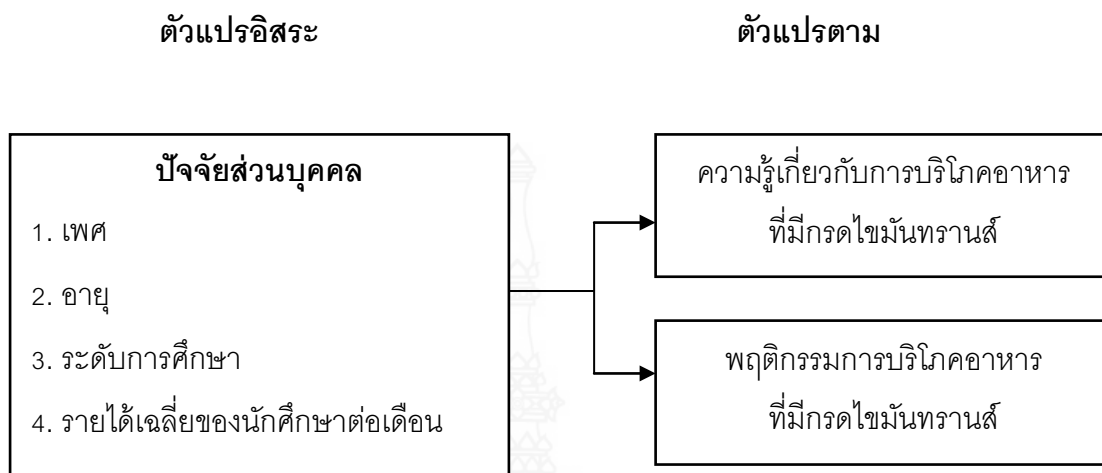 ตัวแปรอิสระ
ตัวแปรตาม
ปัจจัยส่วนบุคคล
1. เพศ
2. อายุ
3. ระดับการศึกษา
4. รายได้เฉลี่ยของนักศึกษาต่อเดือน
ความรู้เกี่ยวกับการบริโภคอาหาร
ที่มีกรดไขมันทรานส์
พฤติกรรมการบริโภคอาหาร
ที่มีกรดไขมันทรานส์